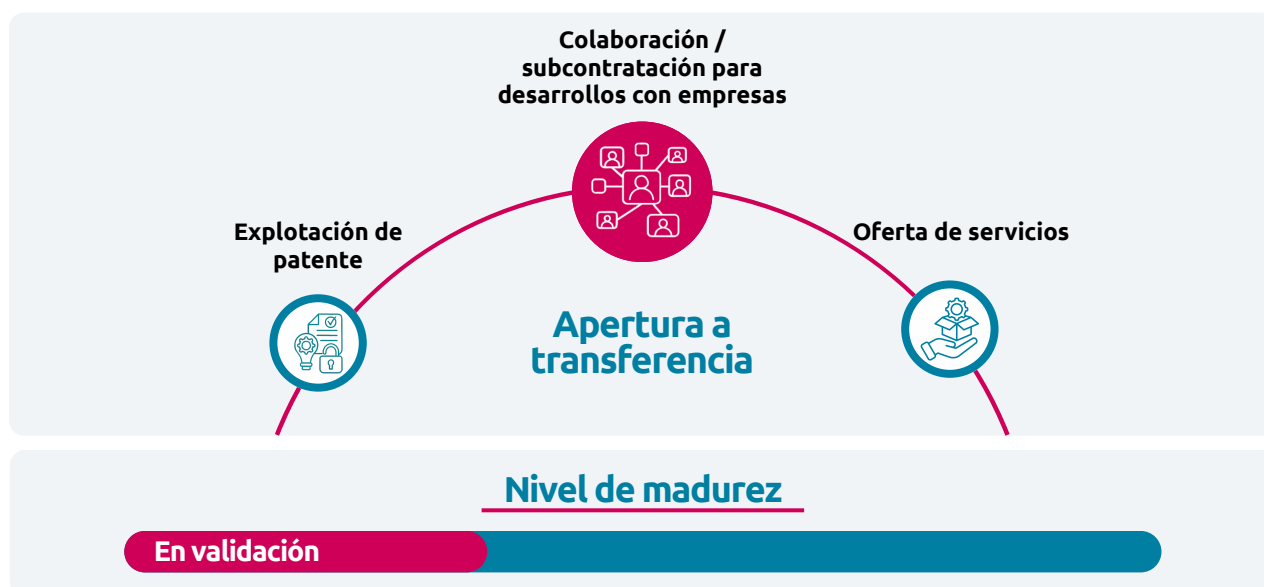 Colaboración /
subcontratación para
desarrollos con empresas
Explotación de
patente
Oferta de servicios
Apertura a
transferencia
Nivel de madurez
En validación